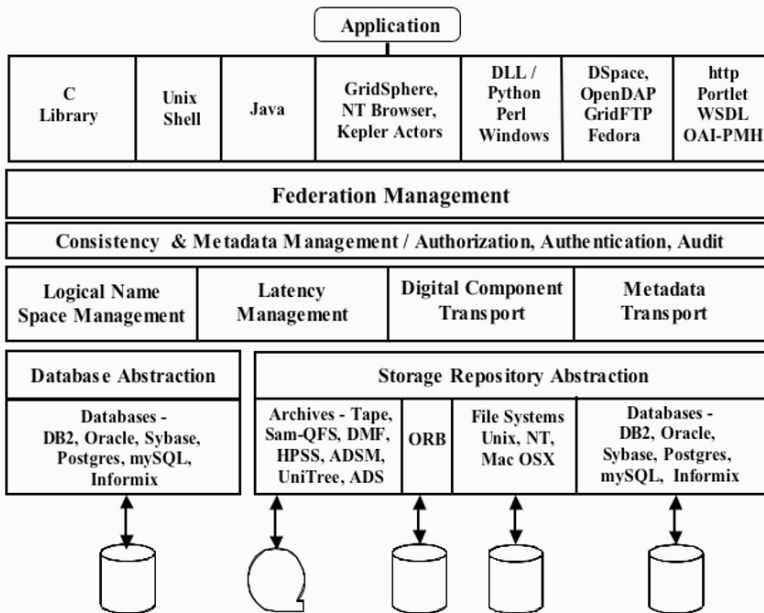 Application
C
Library
Unix
Shell
Java
GridSphere,
NT Browser,
Kepler Actors
DLL /
Python
Perl
Windows
DSpace,
OpenDAP
GridFTP
Fedora
http
Portlet
WSDL
OAI-PMH
Federation Management
Consistency & Metadata Management / Authorization, Authentication, Audit
Logical Name
Space Management
Latency
Management
Digital Component
Transport
Metadata
Transport
Database Abstraction
Storage Repository Abstraction
Databases -
DB2, Oracle, Sybase,
Postgres, mySQL,
Informix
Archives - Tape,
Sam-QFS, DMF,
HPSS, ADSM,
UniTree, ADS
ORB
File Systems
Unix, NT,
Mac OSX
Databases -
DB2, Oracle,
Sybase, Postgres,
mySQL, Informix